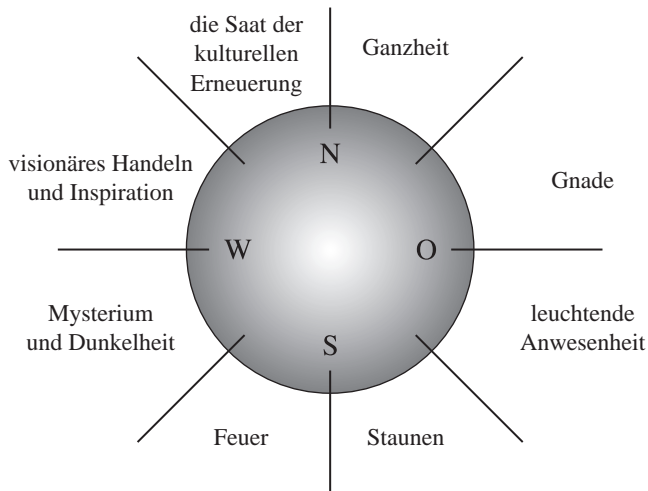 die Saat der
kulturellen
Erneuerung
Ganzheit
N
visionäres Handeln
und Inspiration
Gnade
W
O
Mysterium
und Dunkelheit
leuchtende
Anwesenheit
S
Feuer
Staunen